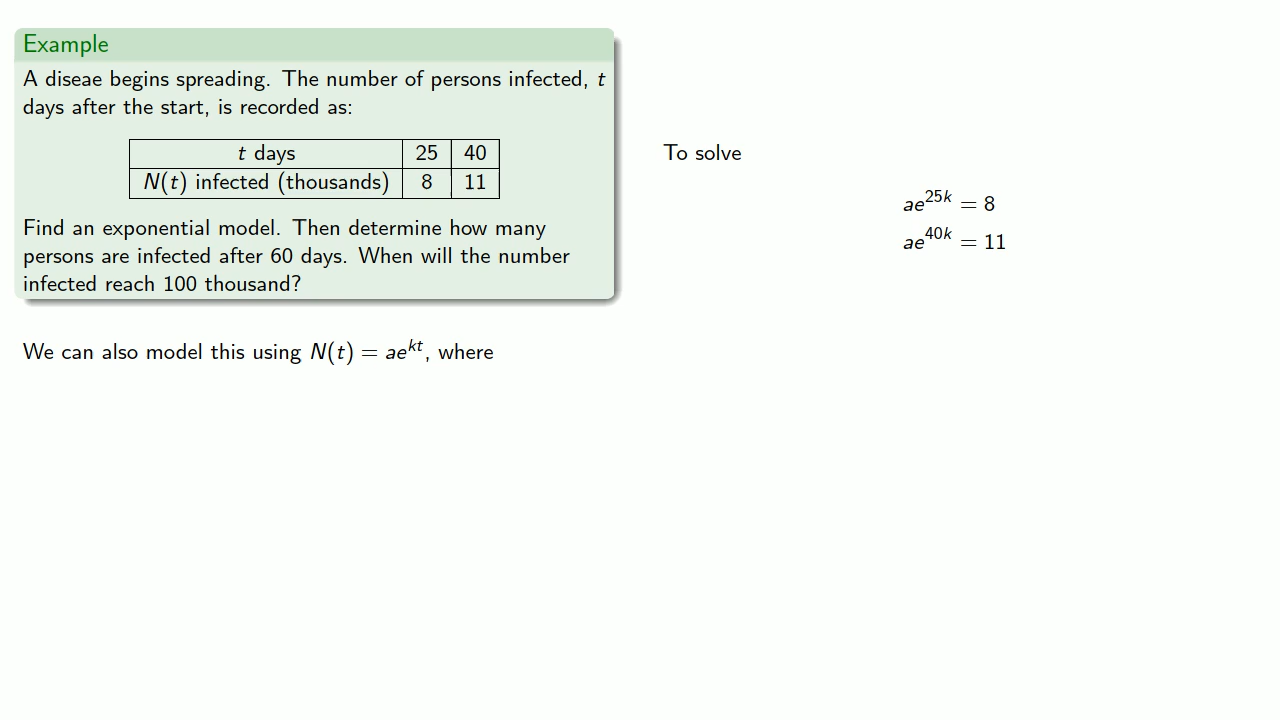 Example
A diseae begins spreading. The number of persons infected, t
days after the start, is recorded as:
t days 25 40
N(t) infected (thousands) 8 11
Find an exponential model. Then determine how many
persons are infected after 60 days. When will the number
infected reach 100 thousand?
We can also model this using N(t) = ae^{kt}, where
To solve
ae^{25k} = 8
ae^{40k} = 11